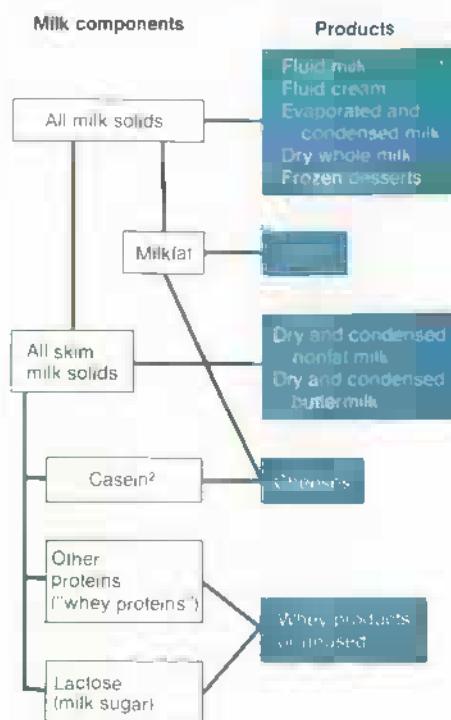 Milk components
Products
All milk solids
Fluid milk
Fluid cream
Evaporated and
condensed milk
Dry whole milk
Frozen desserts
Milkfat
All skim
milk solids
Dry and condensed
nonfat milk
Dry and condensed
buttermilk
Casein²
Cheeses
Other
proteins
("whey proteins")
Whey products
or unused
Lactose
(milk sugar)